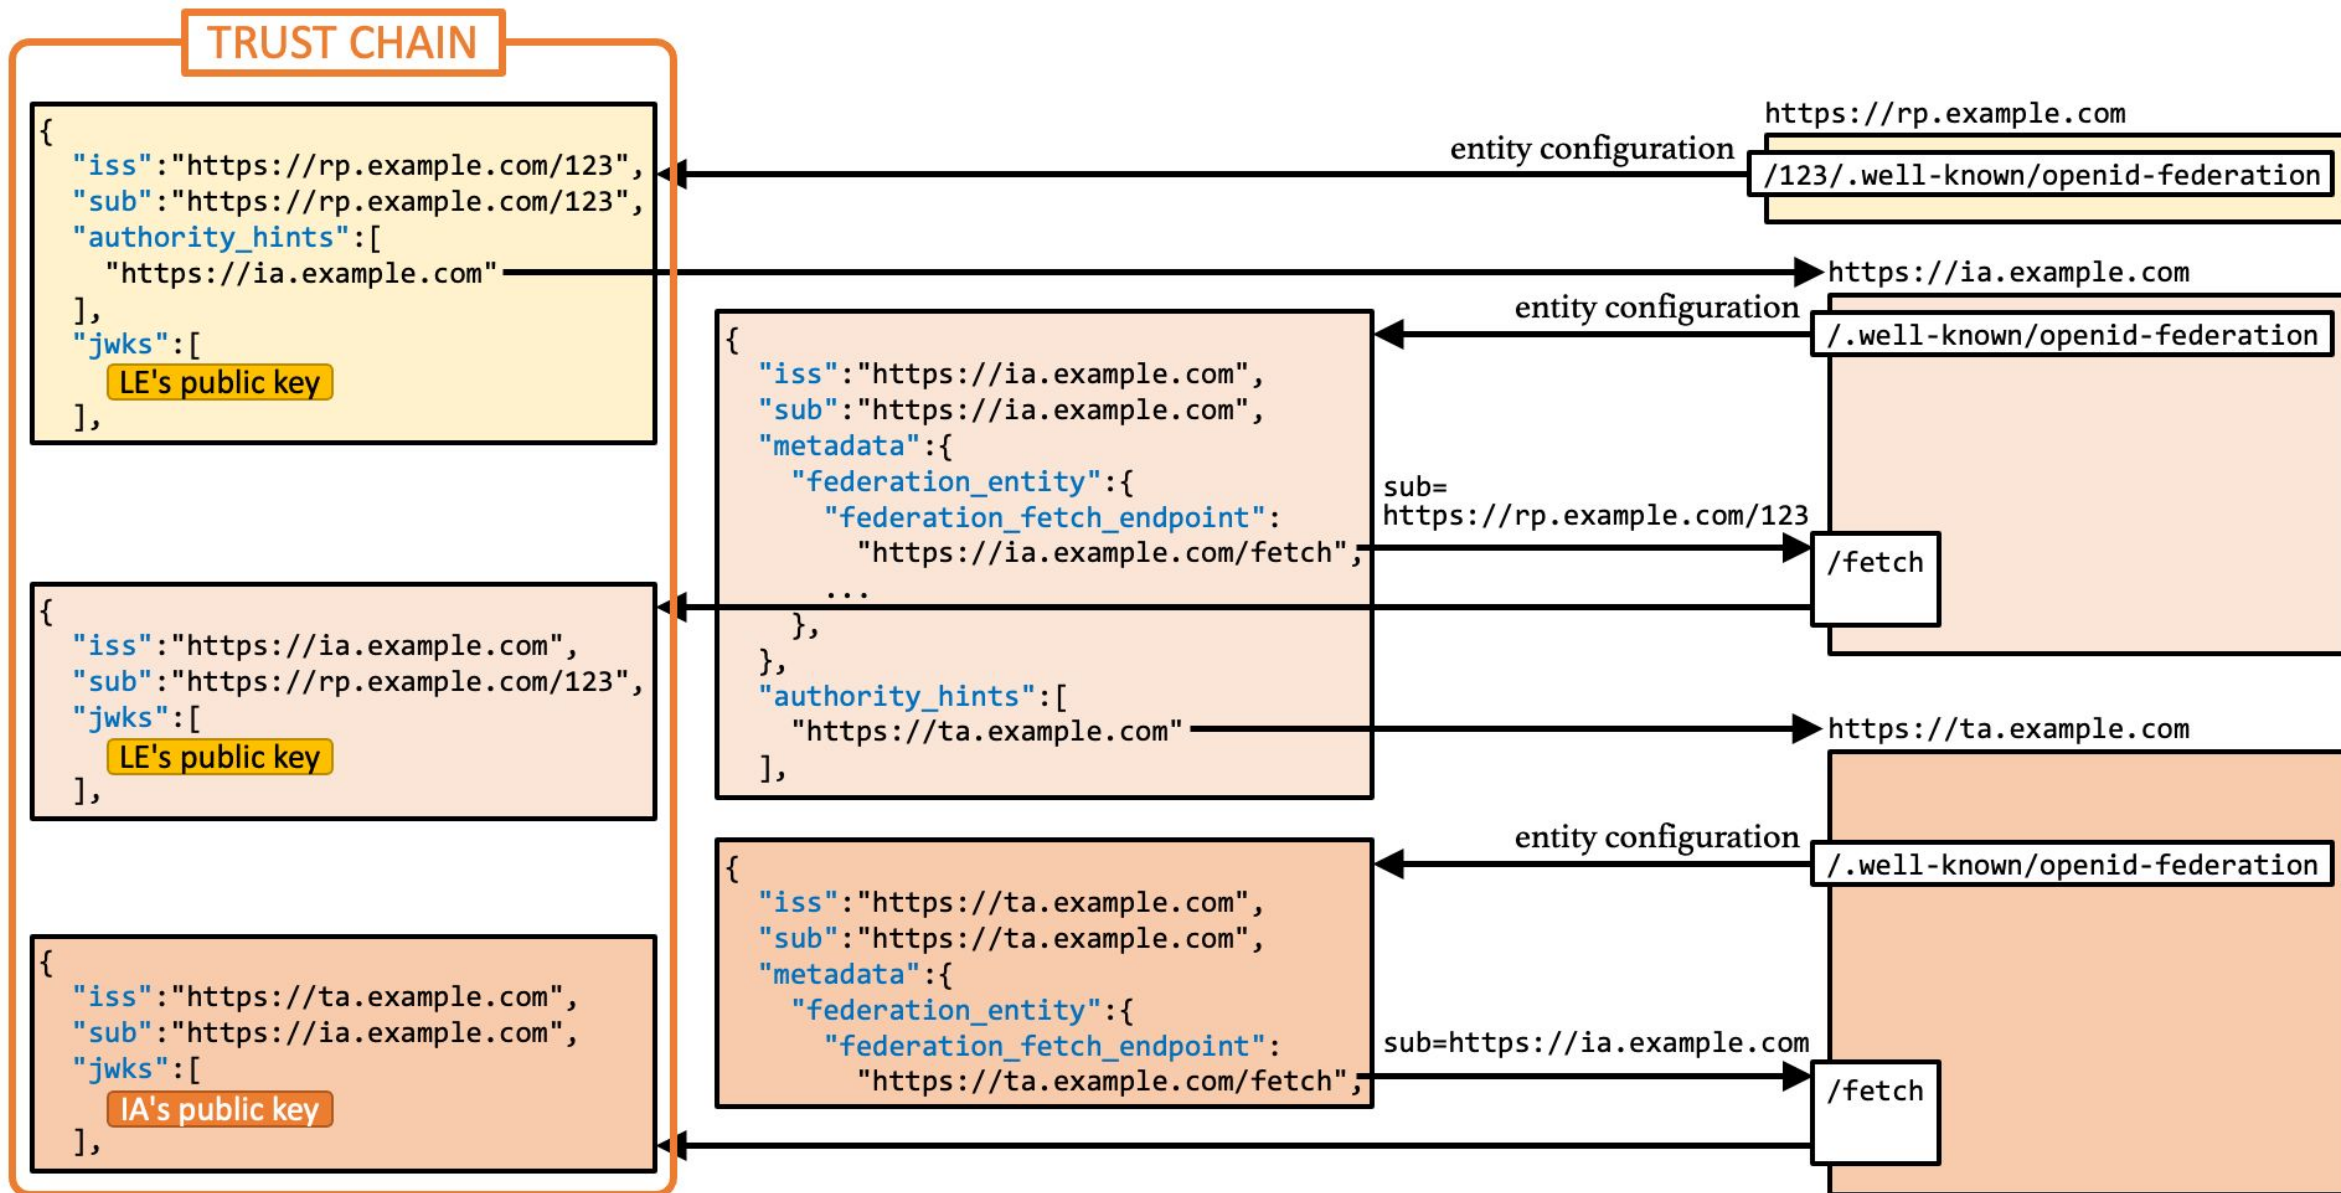 TRUST CHAIN
{
"iss":"https://rp.example.com/123",
"sub":"https://rp.example.com/123",
"authority_hints":[
"https://ia.example.com"
],
"jwks":[
LE's public key
],
entity configuration
https://rp.example.com
/123/.well-known/openid-federation
https://ia.example.com
entity configuration
/.well-known/openid-federation
{
"iss":"https://ia.example.com",
"sub":"https://ia.example.com",
"metadata":{
"federation_entity":{
"federation_fetch_endpoint":
"https://ia.example.com/fetch",
...
},
},
"authority_hints":[
"https://ta.example.com"
],
sub=
https://rp.example.com/123
/fetch
{
"iss":"https://ia.example.com",
"sub":"https://rp.example.com/123",
"jwks":[
LE's public key
],
https://ta.example.com
entity configuration
/.well-known/openid-federation
{
"iss":"https://ta.example.com",
"sub":"https://ta.example.com",
"metadata":{
"federation_entity":{
"federation_fetch_endpoint":
"https://ta.example.com/fetch",
sub=https://ia.example.com
/fetch
{
"iss":"https://ta.example.com",
"sub":"https://ia.example.com",
"jwks":[
IA's public key
],